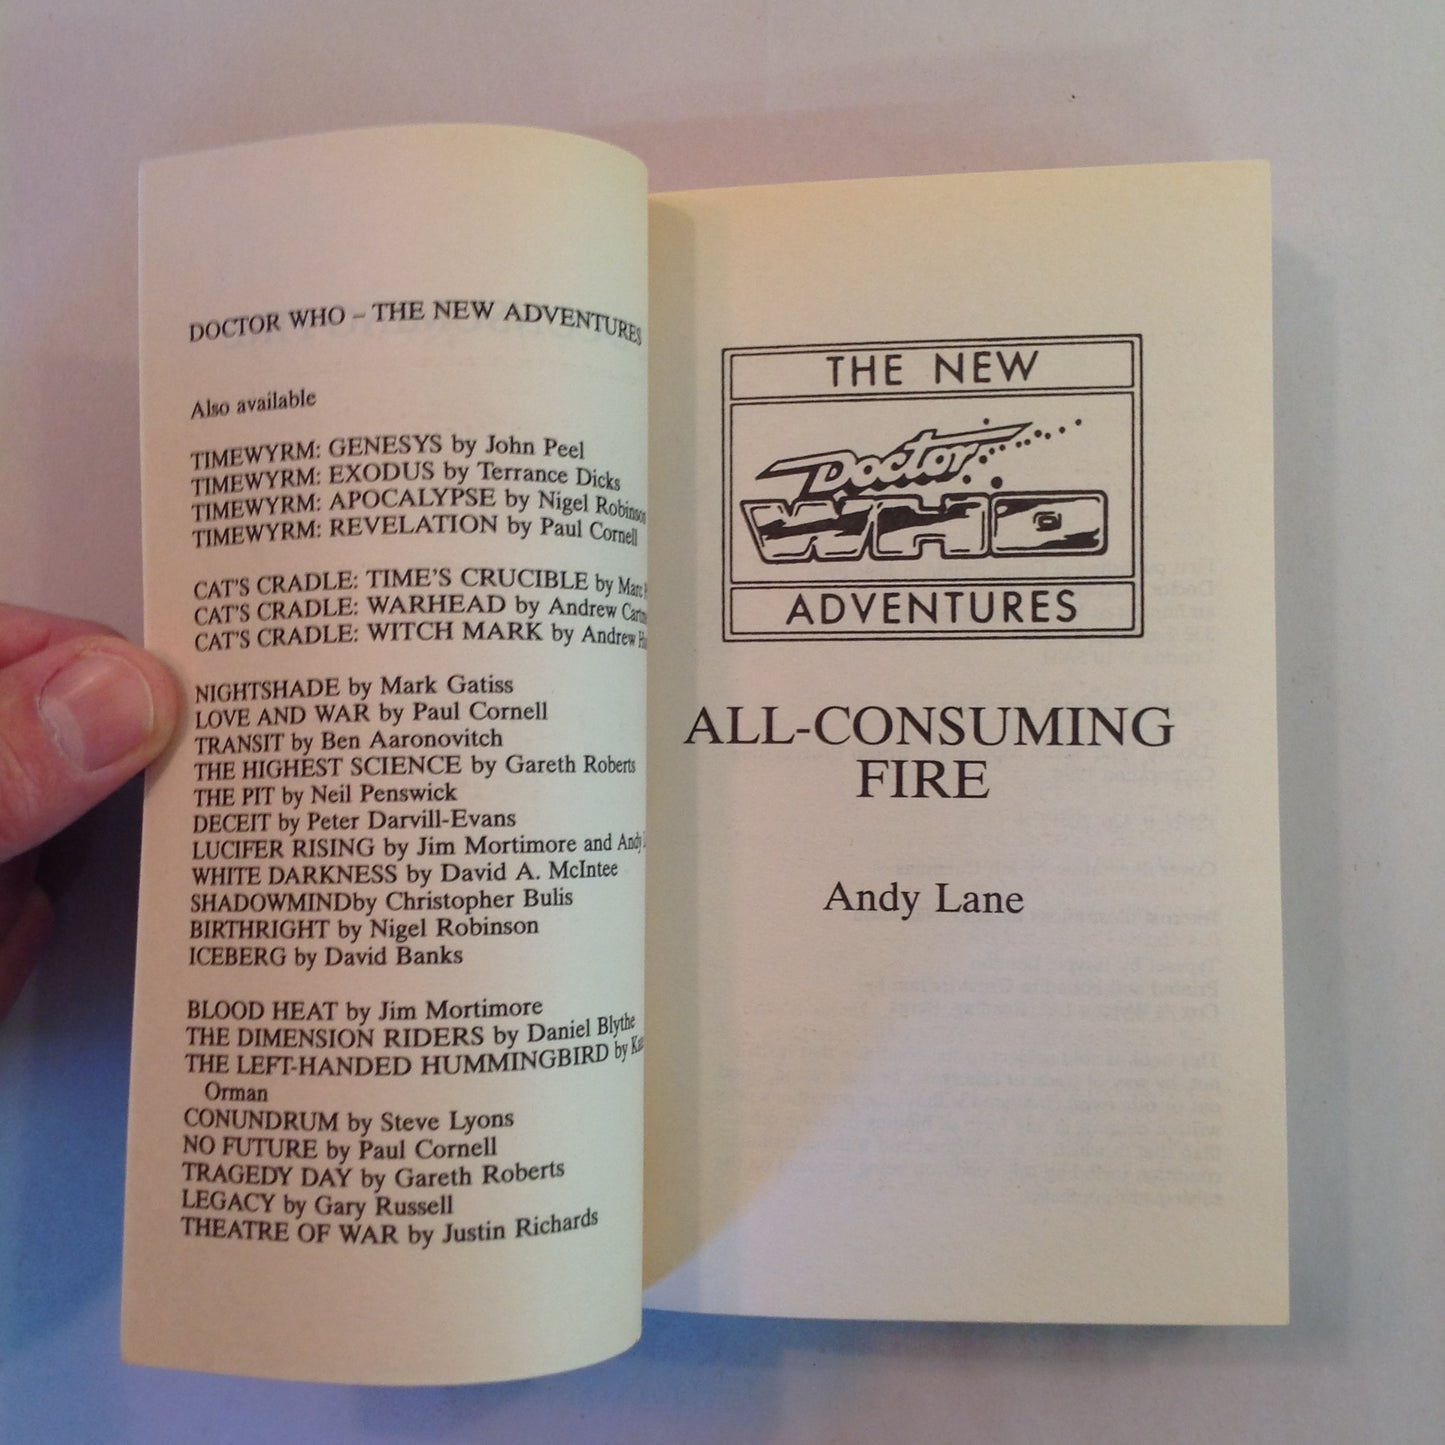 DOCTOR WHO – THE NEW ADVENTURES
Also available
TIMEWYRM: GENESYS by John Peel
TIMEWYRM: EXODUS by Terrance Dicks
TIMEWYRM: APOCALYPSE by Nigel Robinson
TIMEWYRM: REVELATION by Paul Cornell
CAT'S CRADLE: TIME'S CRUCIBLE by Marc
CAT'S CRADLE: WARHEAD by Andrew
CAT'S CRADLE: WITCH MARK by Andrew
NIGHTSHADE by Mark Gatiss
LOVE AND WAR by Paul Cornell
TRANSIT by Ben Aaronovitch
THE HIGHEST SCIENCE by Gareth Roberts
THE PIT by Neil Penswick
DECEIT by Peter Darvill-Evans
LUCIFER RISING by Jim Mortimore and Andy
WHITE DARKNESS by David A. McIntee
SHADOWMINDby Christopher Bulis
BIRTHRIGHT by Nigel Robinson
ICEBERG by David Banks
BLOOD HEAT by Jim Mortimore
THE DIMENSION RIDERS by Daniel Blythe
THE LEFT-HANDED HUMMINGBIRD by
Orman
CONUNDRUM by Steve Lyons
NO FUTURE by Paul Cornell
TRAGEDY DAY by Gareth Roberts
LEGACY by Gary Russell
THEATRE OF WAR by Justin Richards
THE NEW
Doctor
WHO
ADVENTURES
ALL-CONSUMING
FIRE
Andy Lane